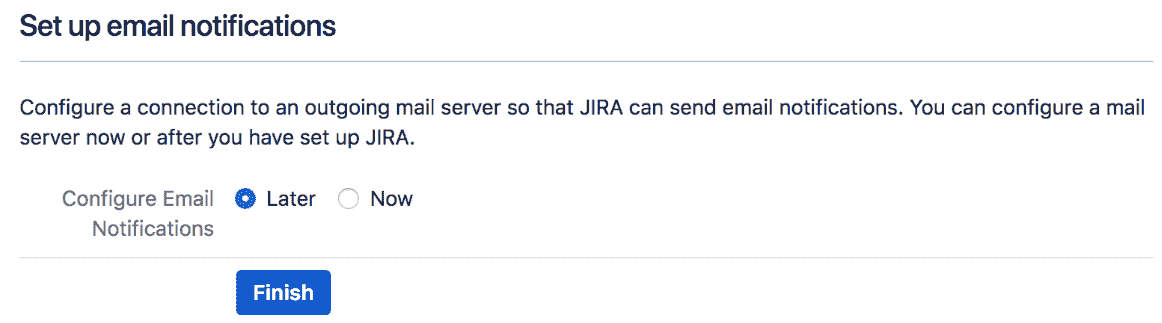 Set up email notifications
Configure a connection to an outgoing mail server so that JIRA can send email notifications. You can configure a mail
server now or after you have set up JIRA.
Configure Email Later Now
Notifications
Finish